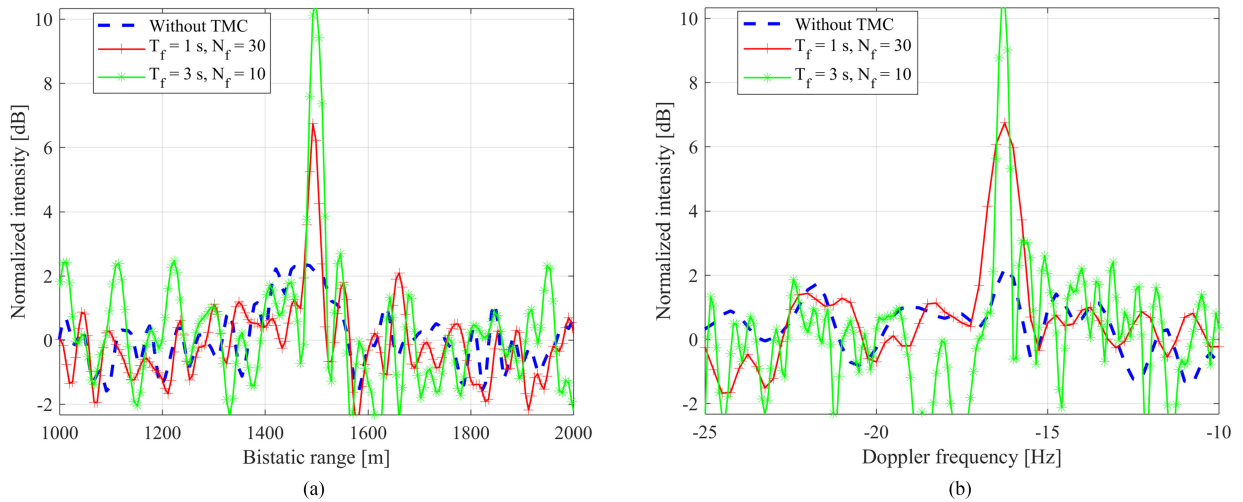 Without TMC
T_f = 1 s, N_f = 30
T_f = 3 s, N_f = 10
Normalized intensity [dB]
10
8
6
4
2
0
-2
1000 1200 1400 1600 1800 2000
Bistatic range [m]
(a)
Without TMC
T_f = 1 s, N_f = 30
T_f = 3 s, N_f = 10
Normalized intensity [dB]
10
8
6
4
2
0
-2
-25 -20 -15 -10
Doppler frequency [Hz]
(b)